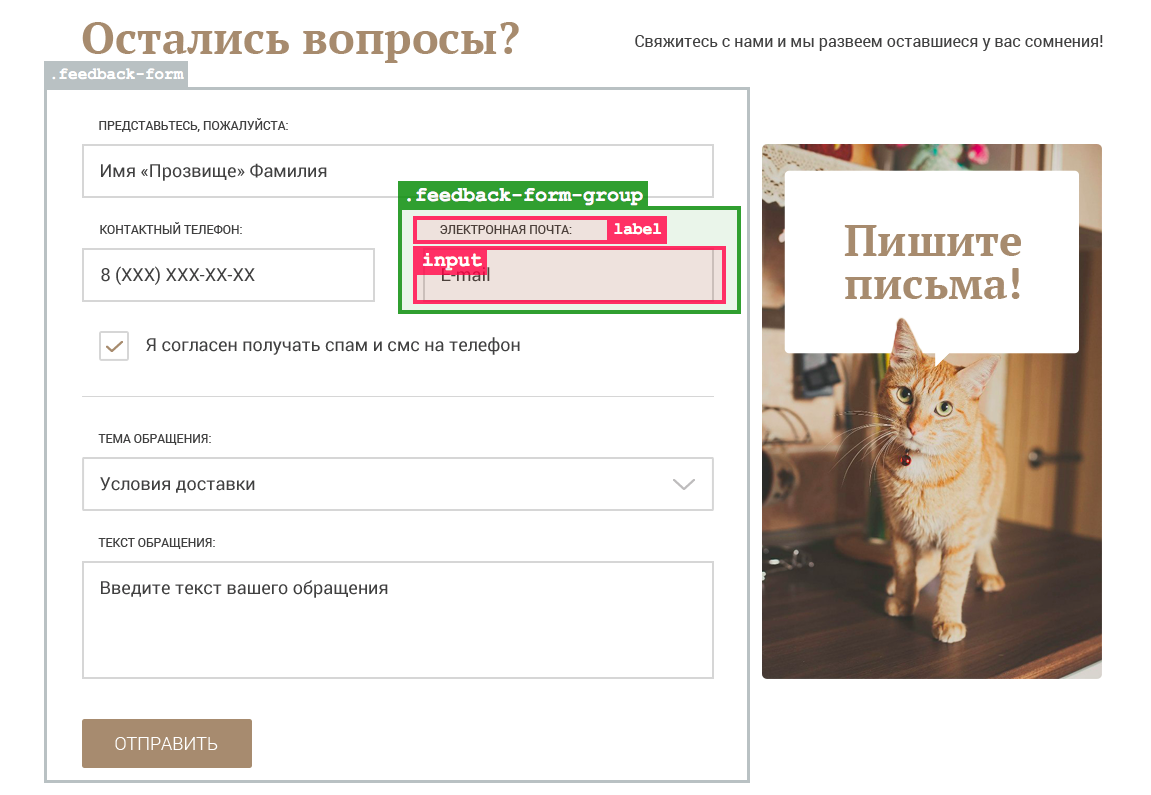 Остались вопросы?
Свяжитесь с нами и мы развеем оставшиеся у вас сомнения!
.feedback-form
ПРЕДСТАВЬТЕСЬ, ПОЖАЛУЙСТА:
Имя «Прозвище» Фамилия
.feedback-form-group
КОНТАКТНЫЙ ТЕЛЕФОН:
ЭЛЕКТРОННАЯ ПОЧТА:
label
8 (XXX) XXX-XX-XX
input
E-mail
Я согласен получать спам и смс на телефон
ТЕМА ОБРАЩЕНИЯ:
Условия доставки
ТЕКСТ ОБРАЩЕНИЯ:
Введите текст вашего обращения
ОТПРАВИТЬ
Пишите
письма!